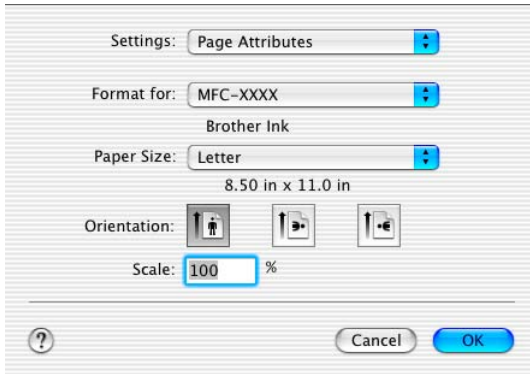 Settings: Page Attributes
Format for: MFC-XXXX
Brother Ink
Paper Size: Letter
8.50 in x 11.0 in
Orientation:
Scale: 100 %
? Cancel OK